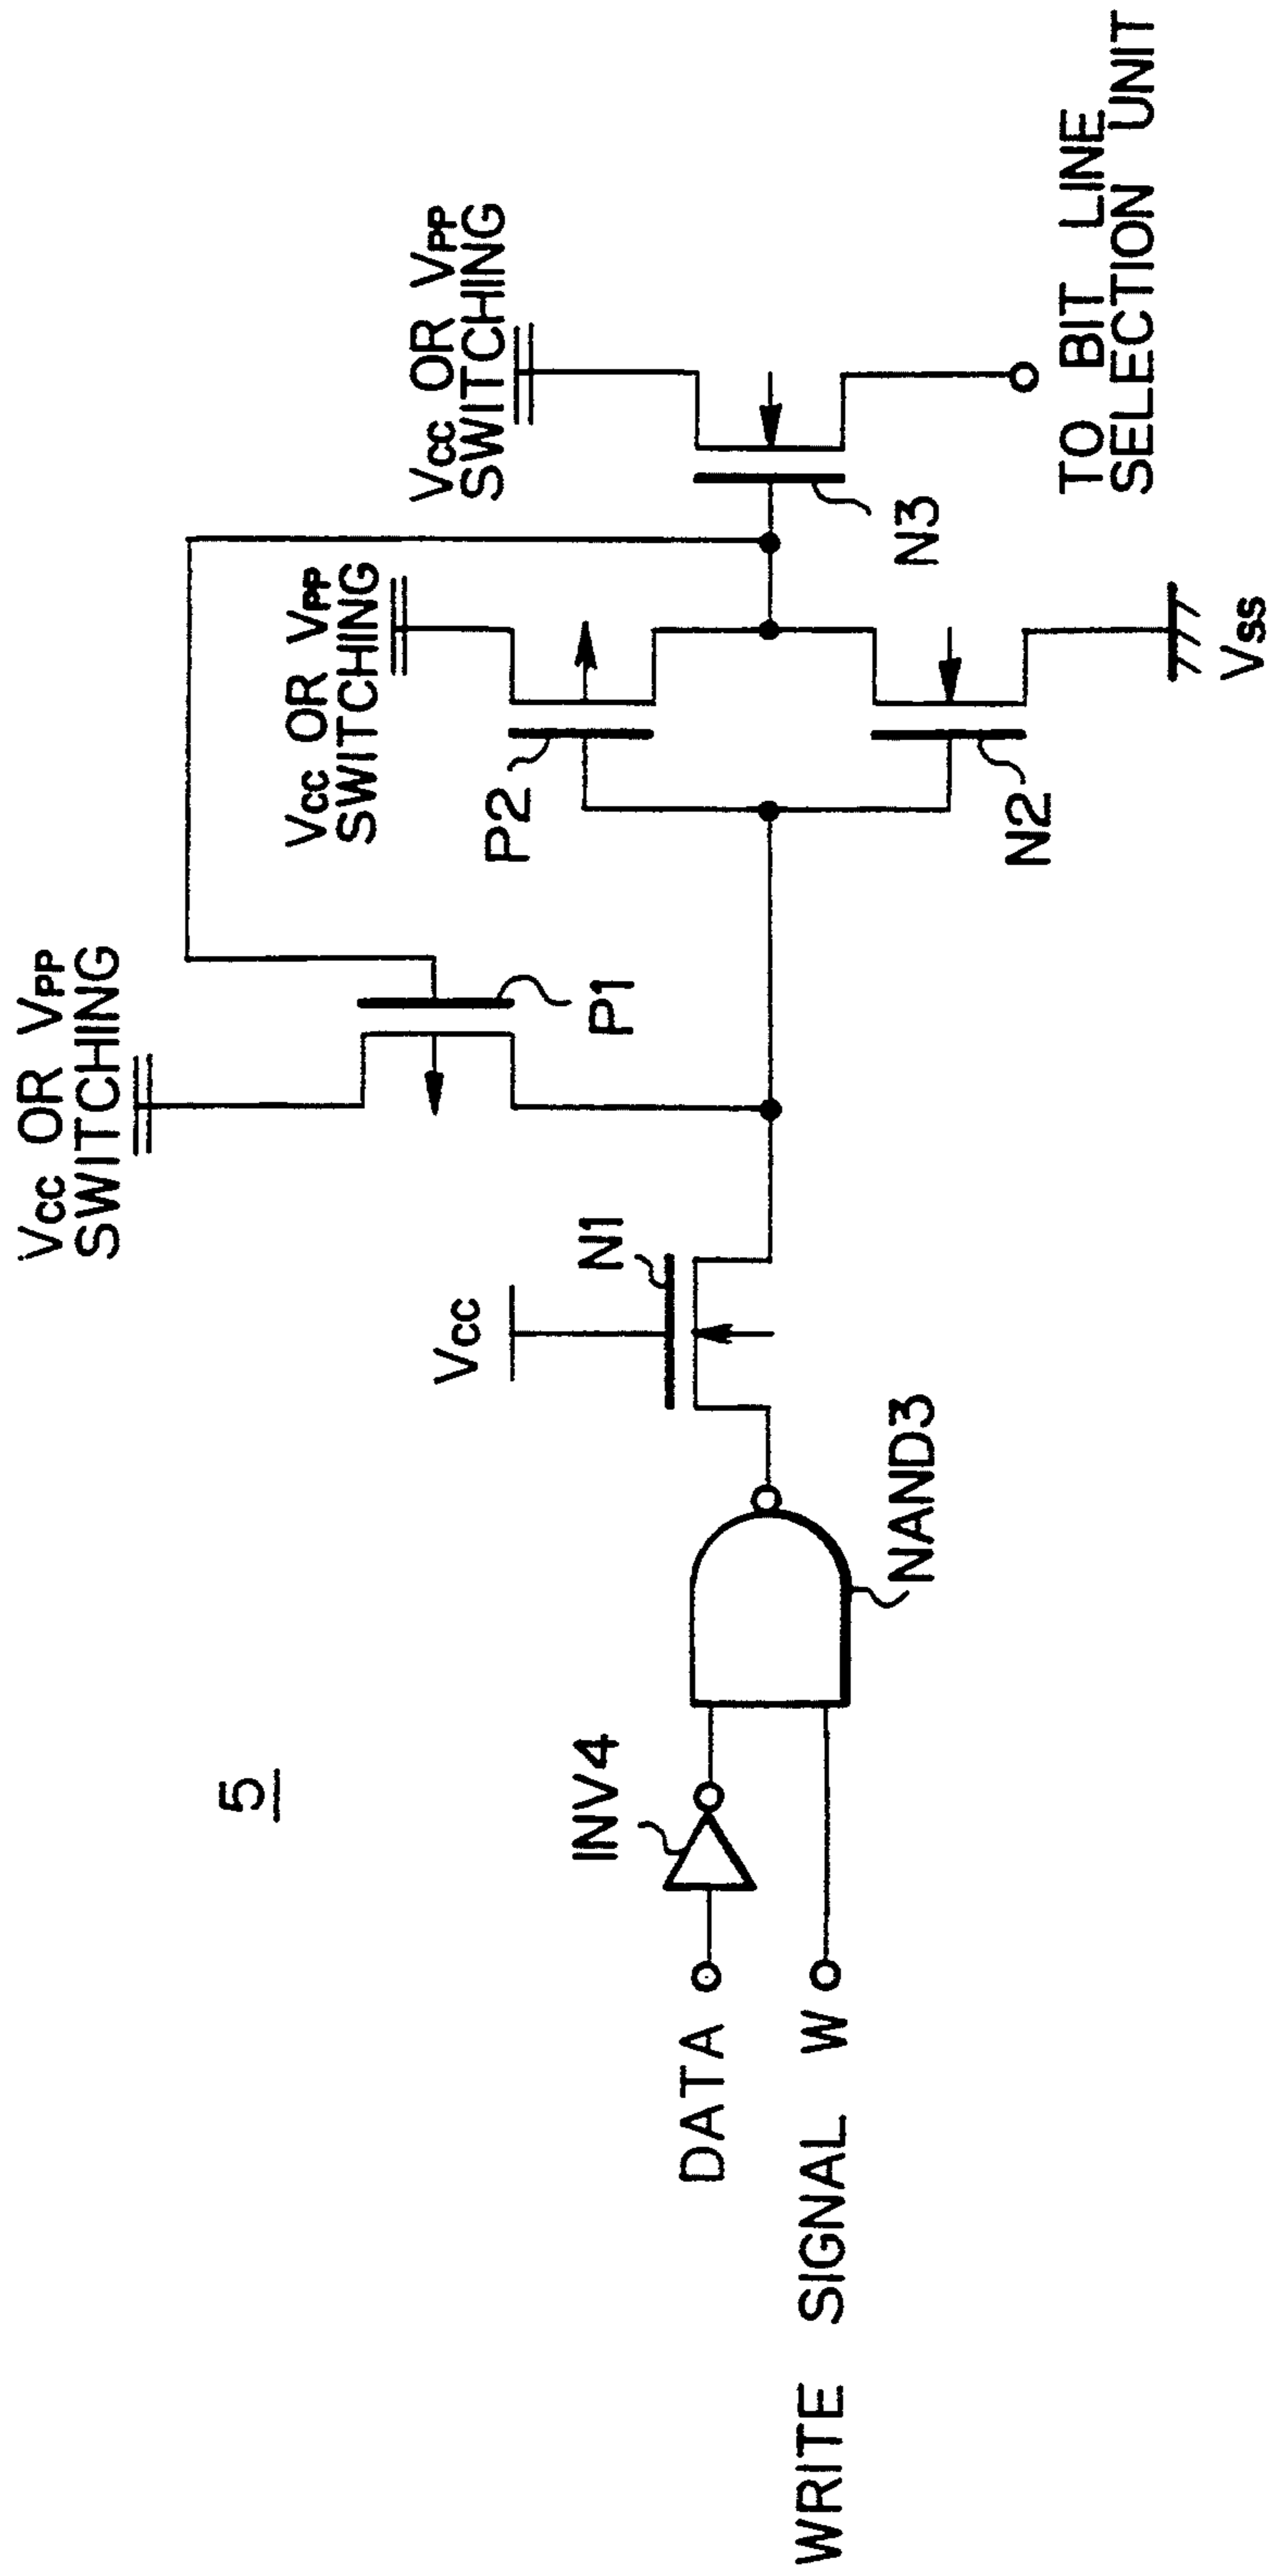 5
VCC OR VPP
SWITCHING
VCC OR VPP
SWITCHING
VCC OR VPP
SWITCHING
VCC
N1
P1
P2
N2
N3
VSS
INV4
NAND3
DATA
WRITE SIGNAL W
TO BIT LINE
SELECTION UNIT